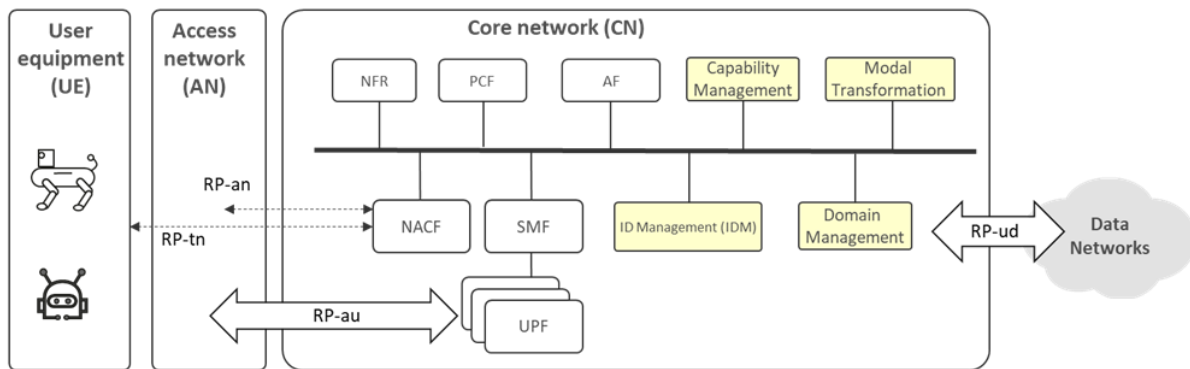 User
equipment
(UE)
Access
network
(AN)
Core network (CN)
NFR
PCF
AF
Capability
Management
Modal
Transformation
RP-an
RP-tn
NACF
SMF
ID Management (IDM)
Domain
Management
RP-ud
Data
Networks
RP-au
UPF